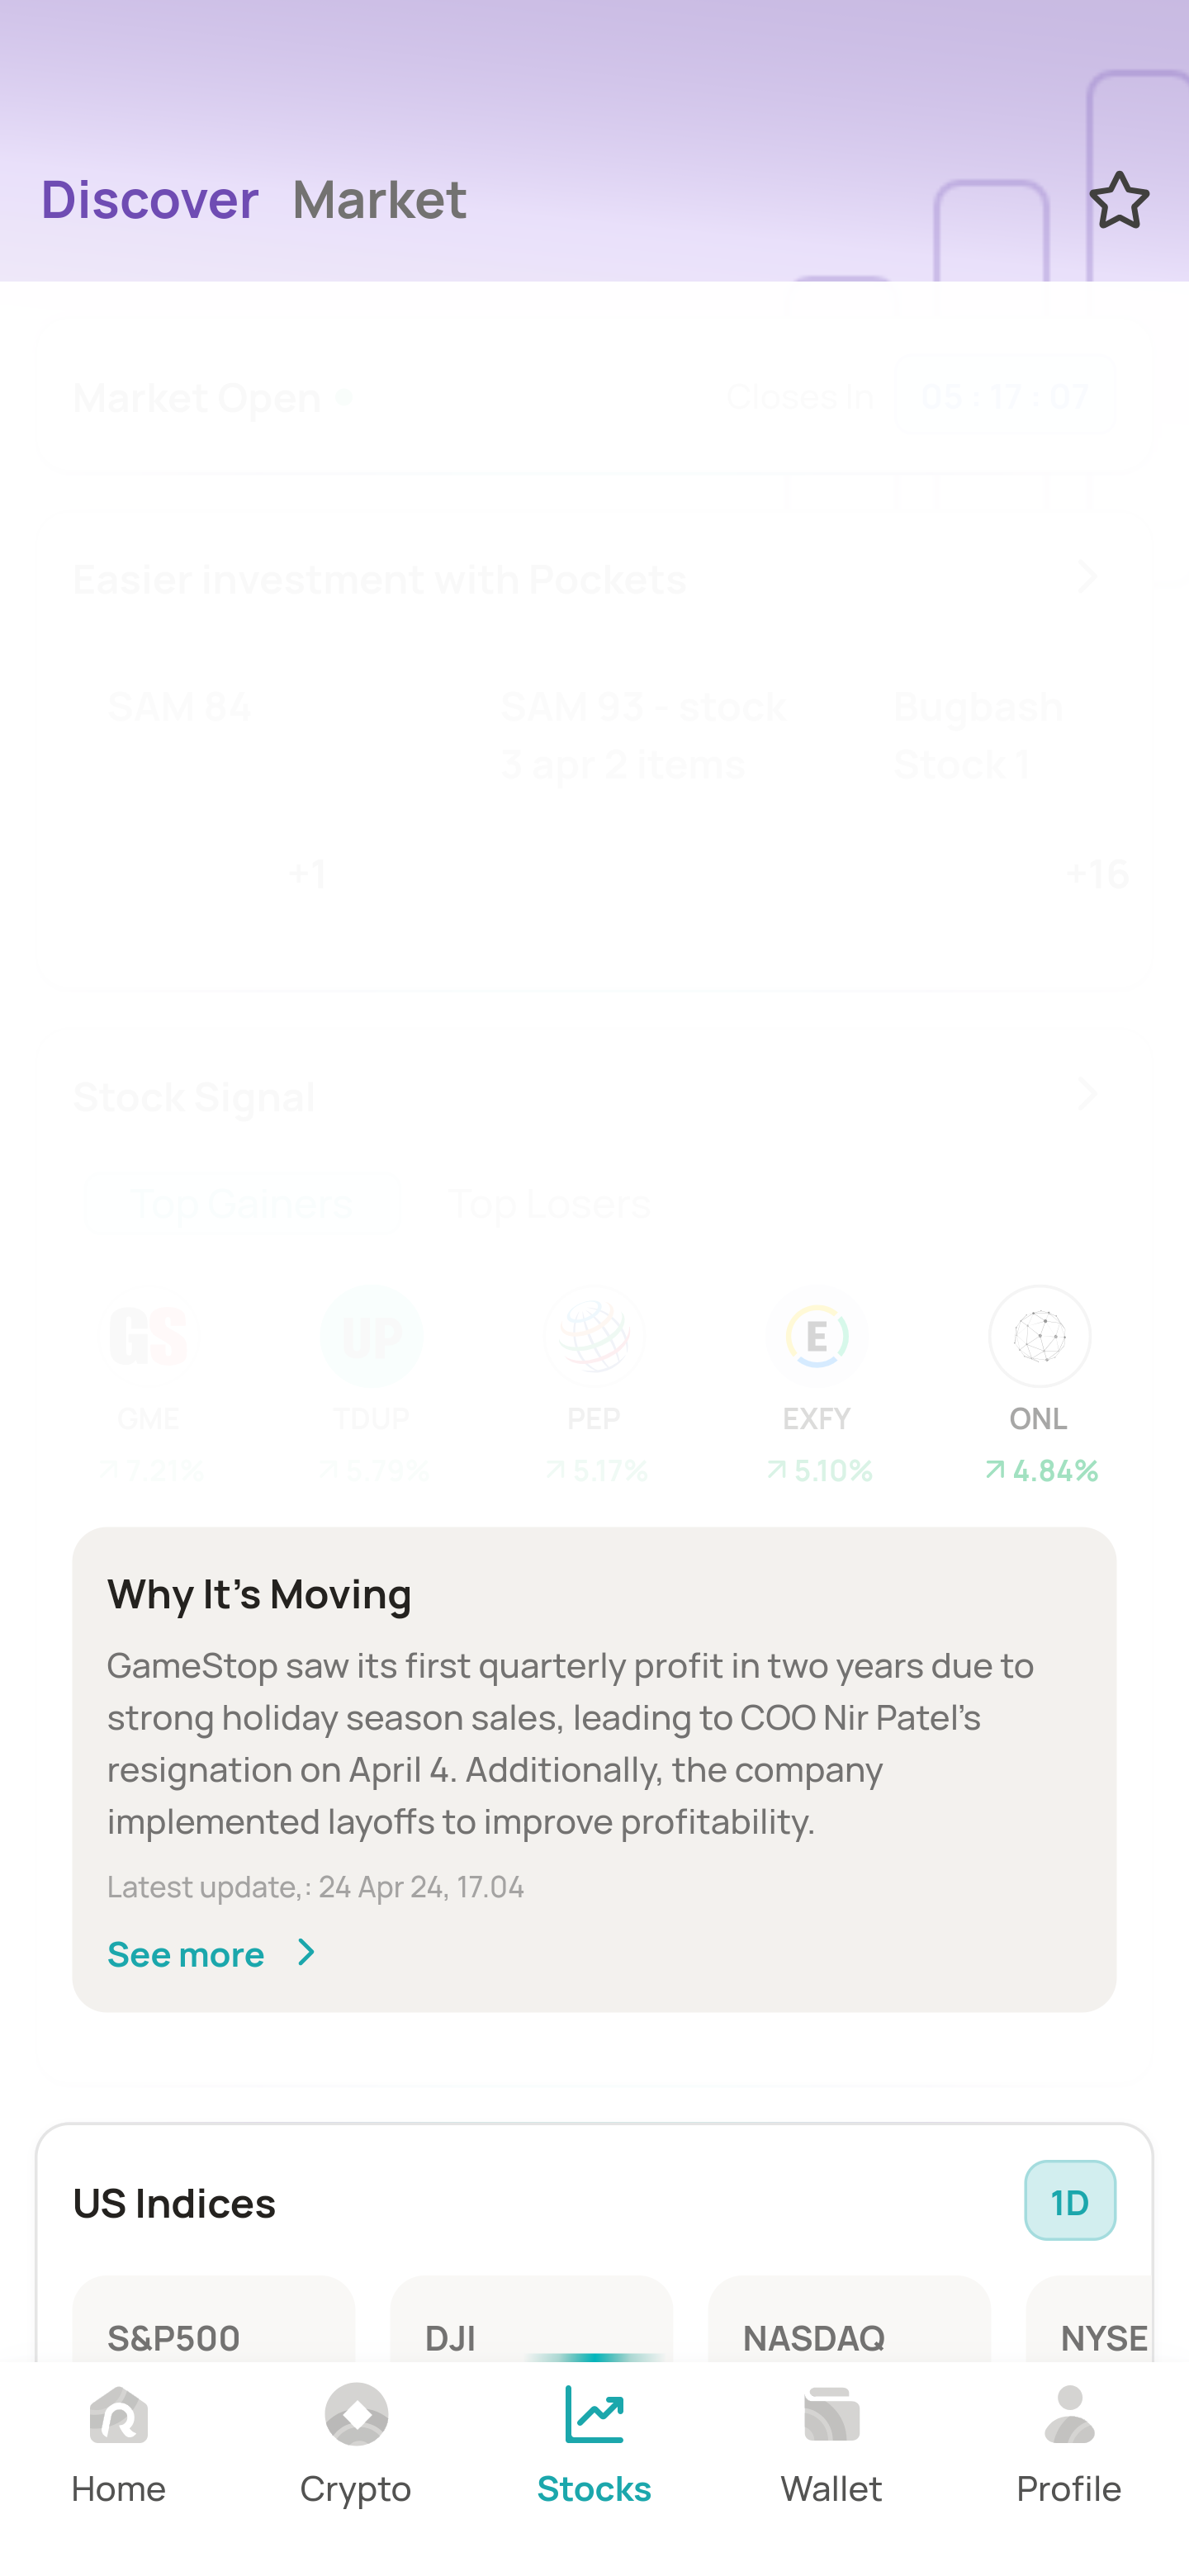 Discover Market
Market Open Closes In 05 : 17 : 07
Easier investment with Pockets
SAM 84
SAM 93 - stock
3 apr 2 items
Bugbash
Stock 1
+1
+16
Stock Signal
Top Gainers Top Losers
GS UP E
GME TDUP PEP EXFY ONL
7.21% 5.79% 5.17% 5.10% 4.84%
Why It's Moving
GameStop saw its first quarterly profit in two years due to
strong holiday season sales, leading to COO Nir Patel's
resignation on April 4. Additionally, the company
implemented layoffs to improve profitability.
Latest update,: 24 Apr 24, 17.04
See more
US Indices 1D
S&P500 DJI NASDAQ NYSE
Home Crypto Stocks Wallet Profile